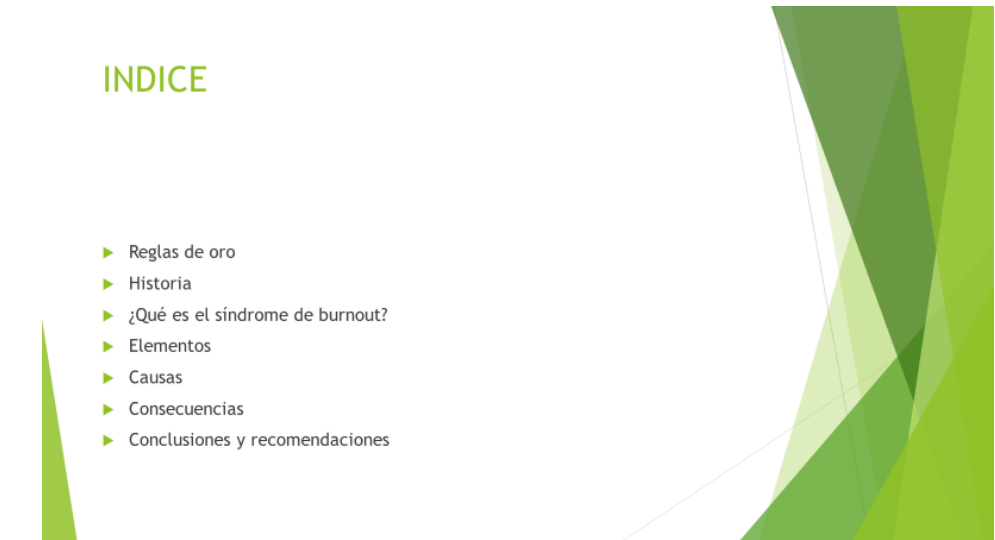 INDICE
Reglas de oro
Historia
¿Qué es el síndrome de burnout?
Elementos
Causas
Consecuencias
Conclusiones y recomendaciones